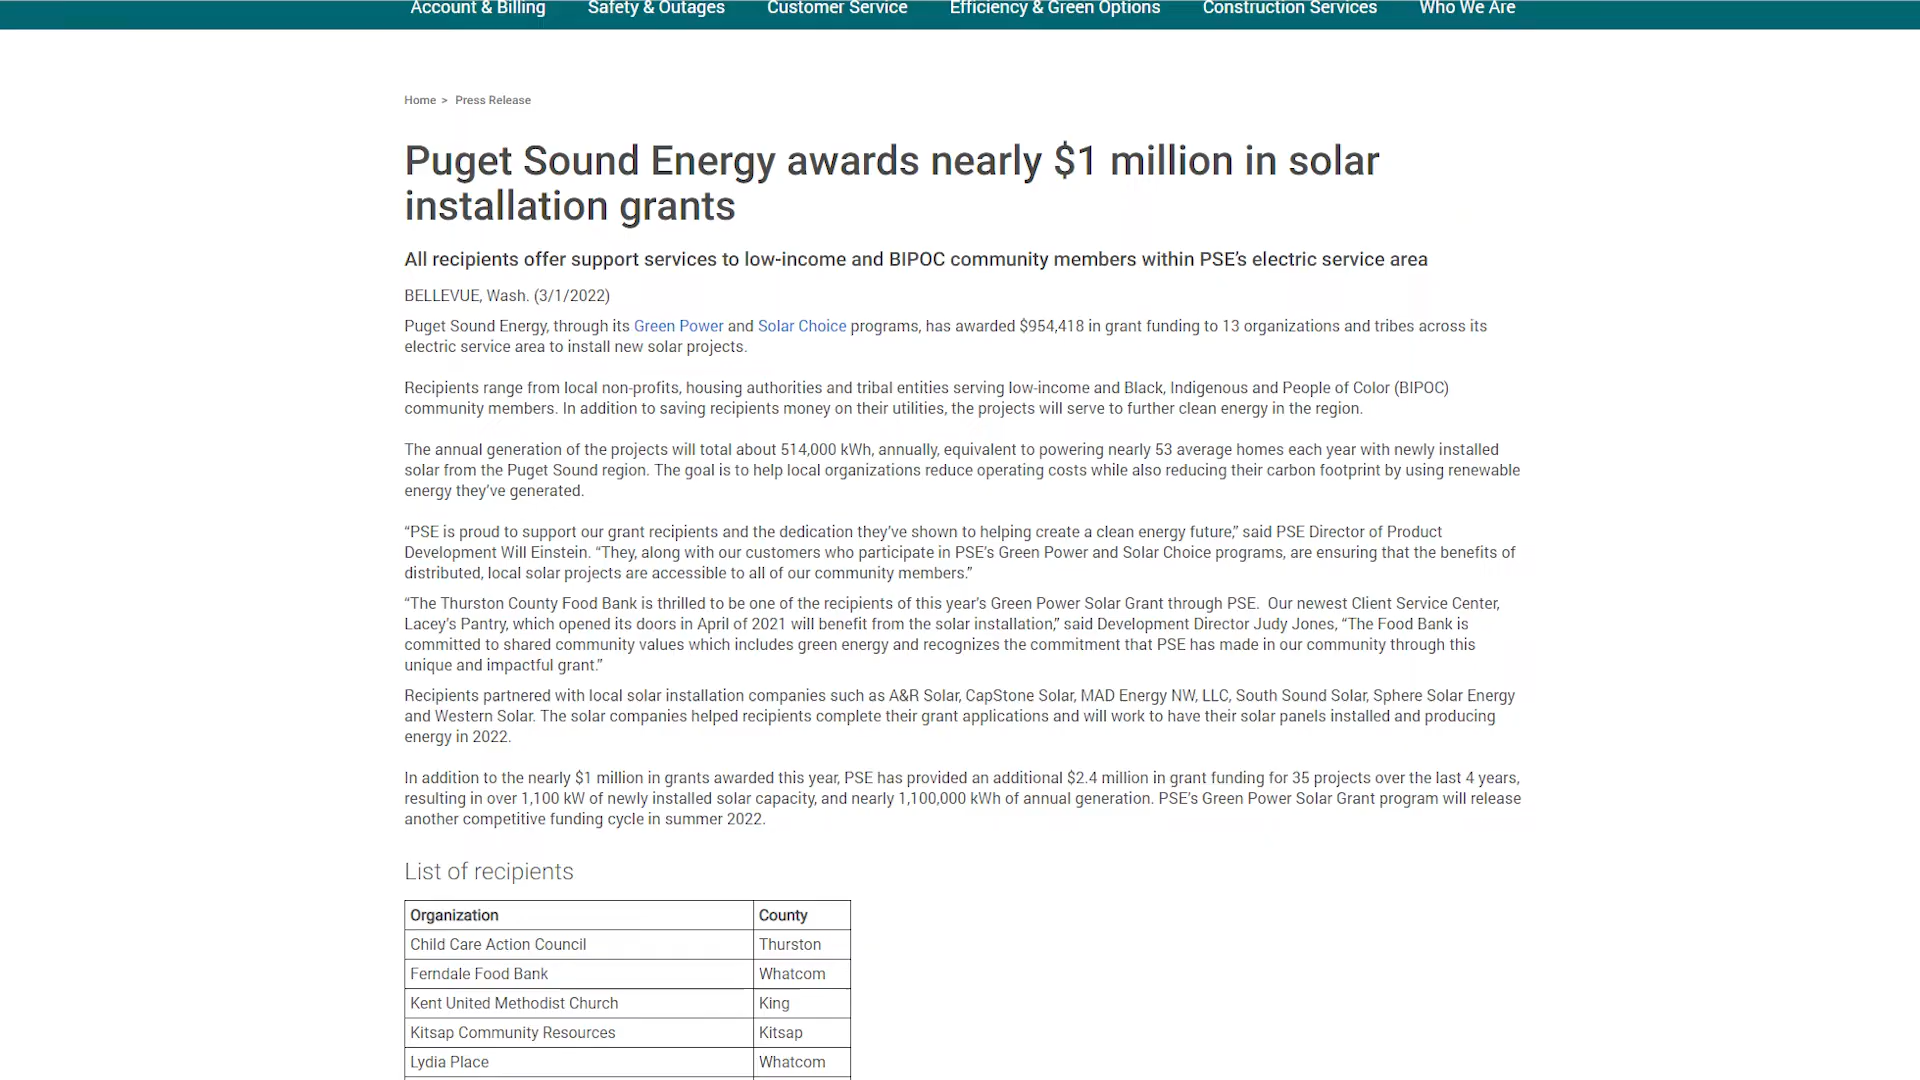 Account & Billing Safety & Outages Customer Service Efficiency & Green Options Construction Services Who We Are
Home > Press Release
Puget Sound Energy awards nearly $1 million in solar
installation grants
All recipients offer support services to low-income and BIPOC community members within PSE’s electric service area
BELLEVUE, Wash. (3/1/2022)
Puget Sound Energy, through its Green Power and Solar Choice programs, has awarded $954,418 in grant funding to 13 organizations and tribes across its
electric service area to install new solar projects.
Recipients range from local non-profits, housing authorities and tribal entities serving low-income and Black, Indigenous and People of Color (BIPOC)
community members. In addition to saving recipients money on their utilities, the projects will serve to further clean energy in the region.
The annual generation of the projects will total about 514,000 kWh, annually, equivalent to powering nearly 53 average homes each year with newly installed
solar from the Puget Sound region. The goal is to help local organizations reduce operating costs while also reducing their carbon footprint by using renewable
energy they’ve generated.
“PSE is proud to support our grant recipients and the dedication they’ve shown to helping create a clean energy future,” said PSE Director of Product
Development Will Einstein. “They, along with our customers who participate in PSE’s Green Power and Solar Choice programs, are ensuring that the benefits of
distributed, local solar projects are accessible to all of our community members.”
“The Thurston County Food Bank is thrilled to be one of the recipients of this year’s Green Power Solar Grant through PSE. Our newest Client Service Center,
Lacey’s Pantry, which opened its doors in April of 2021 will benefit from the solar installation,” said Development Director Judy Jones, “The Food Bank is
committed to shared community values which includes green energy and recognizes the commitment that PSE has made in our community through this
unique and impactful grant.”
Recipients partnered with local solar installation companies such as A&R Solar, CapStone Solar, MAD Energy NW, LLC, South Sound Solar, Sphere Solar Energy
and Western Solar. The solar companies helped recipients complete their grant applications and will work to have their solar panels installed and producing
energy in 2022.
In addition to the nearly $1 million in grants awarded this year, PSE has provided an additional $2.4 million in grant funding for 35 projects over the last 4 years,
resulting in over 1,100 kW of newly installed solar capacity, and nearly 1,100,000 kWh of annual generation. PSE’s Green Power Solar Grant program will release
another competitive funding cycle in summer 2022.
List of recipients
Organization County
Child Care Action Council Thurston
Ferndale Food Bank Whatcom
Kent United Methodist Church King
Kitsap Community Resources Kitsap
Lydia Place Whatcom